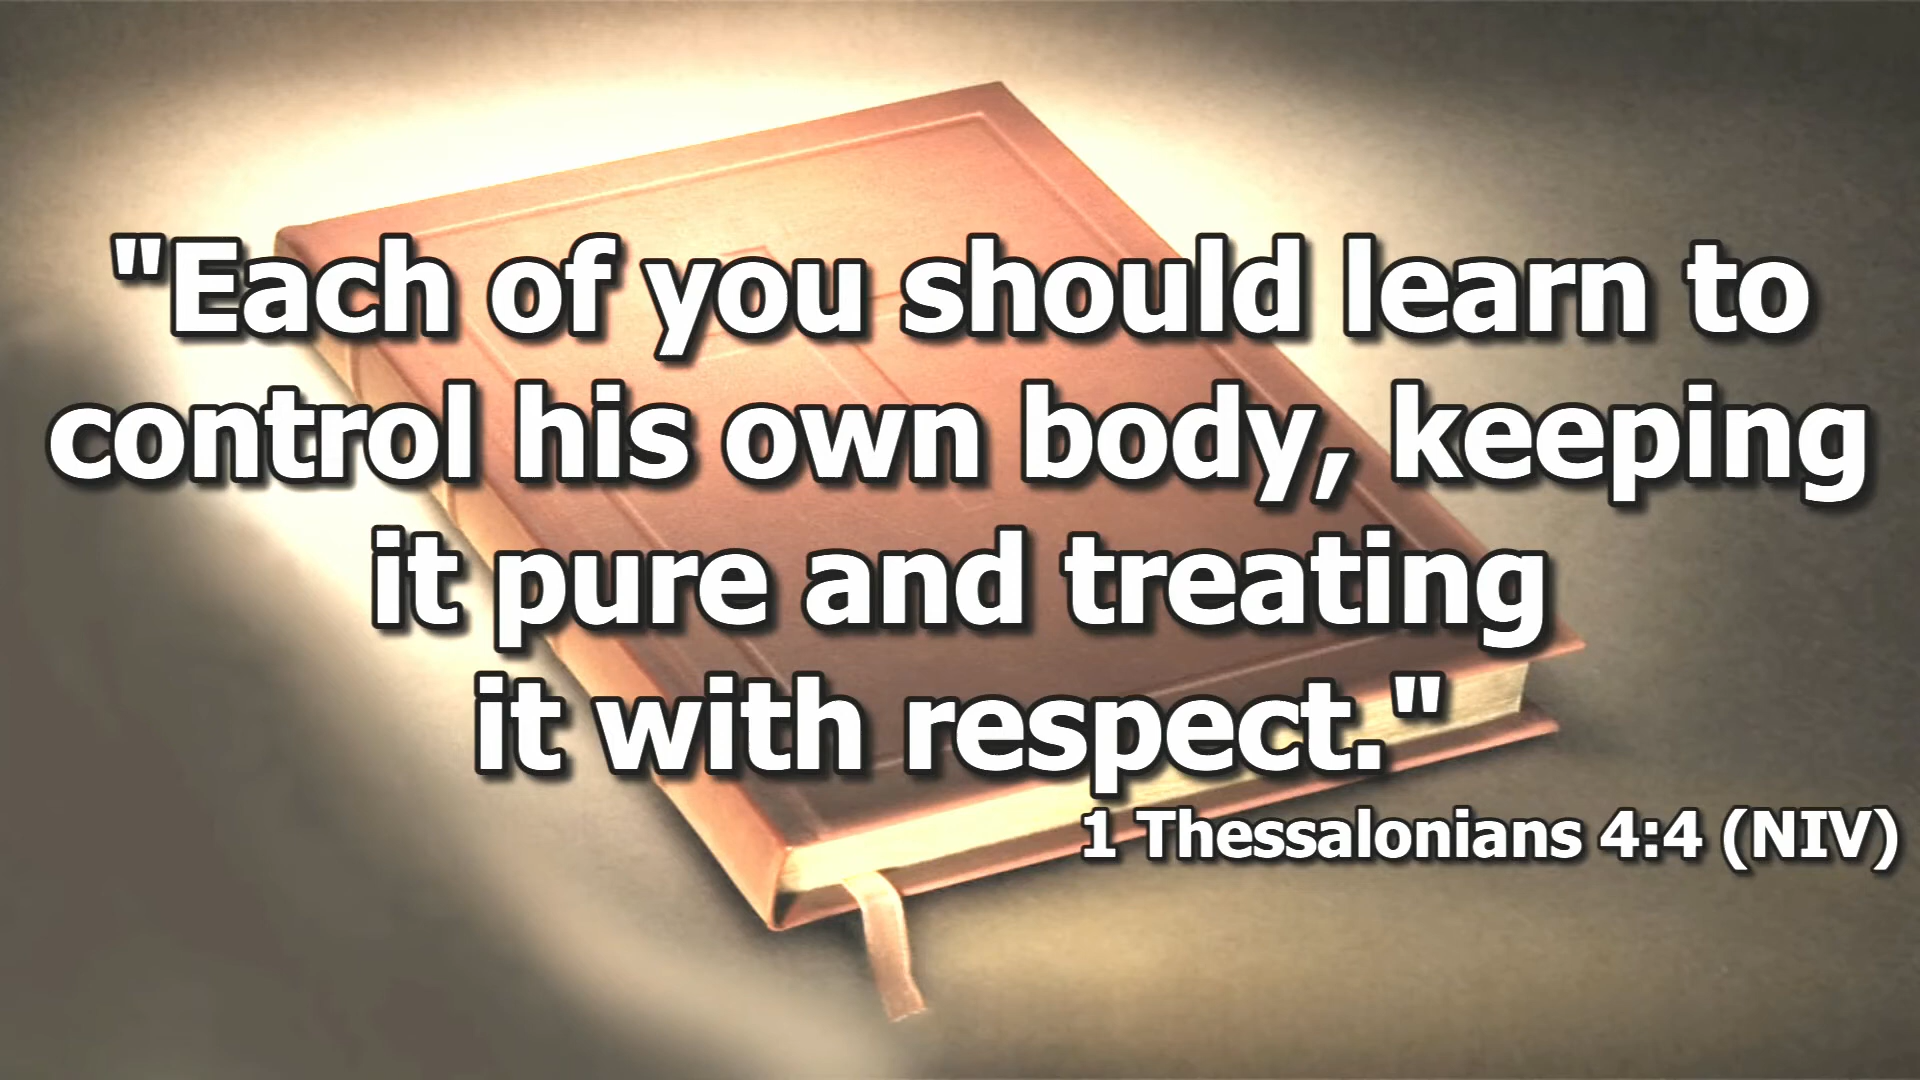 "Each of you should learn to
control his own body, keeping
it pure and treating
it with respect."
1 Thessalonians 4:4 (NIV)